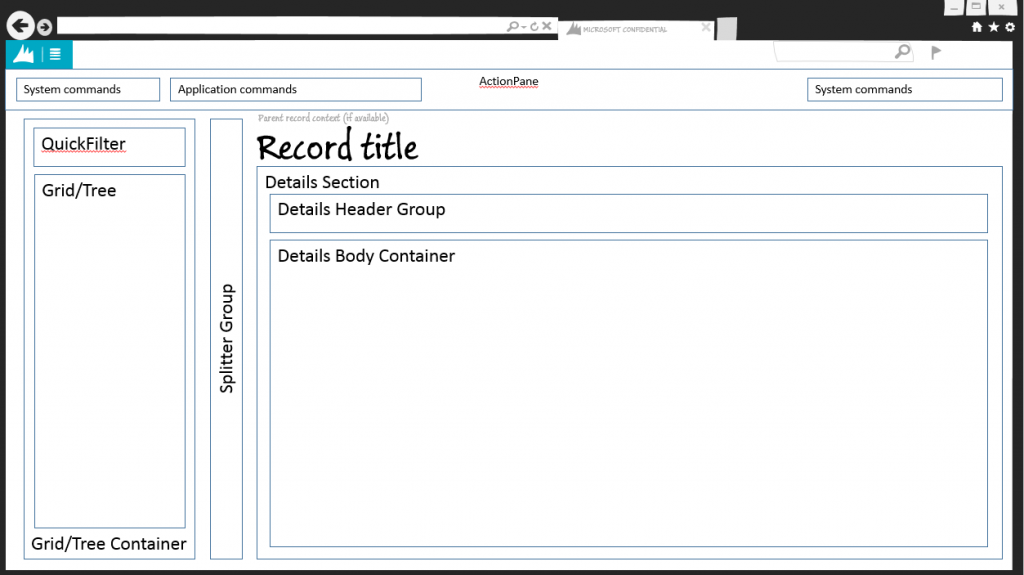 MICROSOFT CONFIDENTIAL
System commands
Application commands
ActionPane
System commands
QuickFilter
Grid/Tree
Grid/Tree Container
Splitter Group
Parent record context (if available)
Record title
Details Section
Details Header Group
Details Body Container